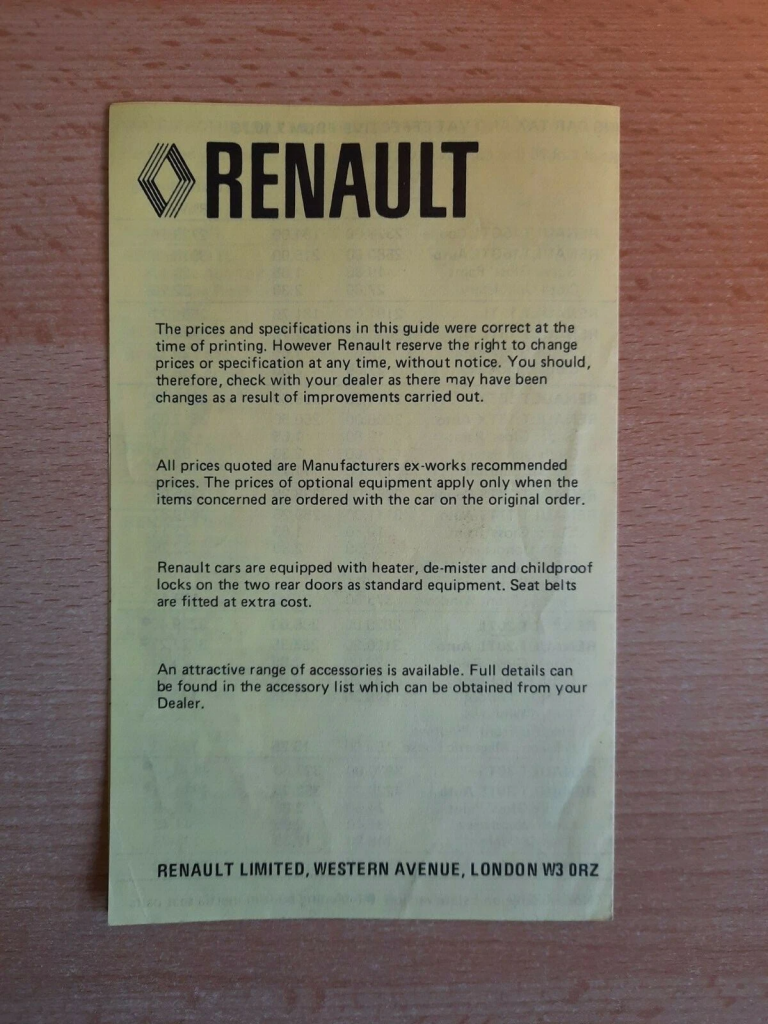 RENAULT
The prices and specifications in this guide were correct at the
time of printing. However Renault reserve the right to change
prices or specification at any time, without notice. You should,
therefore, check with your dealer as there may have been
changes as a result of improvements carried out.
All prices quoted are Manufacturers ex-works recommended
prices. The prices of optional equipment apply only when the
items concerned are ordered with the car on the original order.
Renault cars are equipped with heater, de-mister and childproof
locks on the two rear doors as standard equipment. Seat belts
are fitted at extra cost.
An attractive range of accessories is available. Full details can
be found in the accessory list which can be obtained from your
Dealer.
RENAULT LIMITED, WESTERN AVENUE, LONDON W3 0RZ